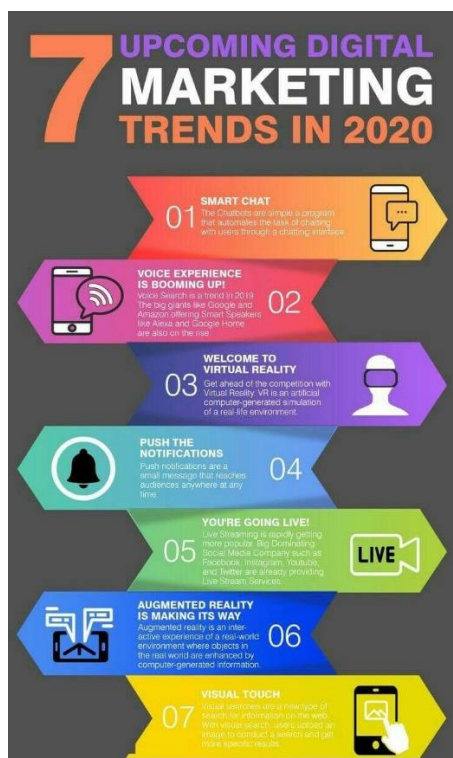 7
UPCOMING DIGITAL
MARKETING
TRENDS IN 2020
01
SMART CHAT
The Chatbots are simple a program
that automates the task of chatting
with users through a chatting interface
VOICE EXPERIENCE
IS BOOMING UP!
Voice Search is a trend in 2019
The big giants like Google and
Amazon offering Smart Speakers
like Alexa and Google Home
are also on the rise
02
WELCOME TO
VIRTUAL REALITY
03
Get ahead of the competition with
Virtual Reality. VR is an artificial
computer-generated simulation
of a real-life environment.
PUSH THE
NOTIFICATIONS
Push notifications are a
small message that reaches
audiences anywhere at any
time.
04
YOU'RE GOING LIVE!
05
Live Streaming is rapidly getting
more popular. Big Dominating
Social Media Company such as
Facebook, Instagram, Youtube,
and Twitter are already providing
Live Stream Services.
LIVE
AUGMENTED REALITY
IS MAKING ITS WAY
Augmented reality is an inter-
active experience of a real-world
environment where objects in
the real world are enhanced by
computer-generated information.
06
VISUAL TOUCH
07
Visual searches are a new type of
search for information on the web.
With visual search, users upload an
image to conduct a search and get
more specific results.